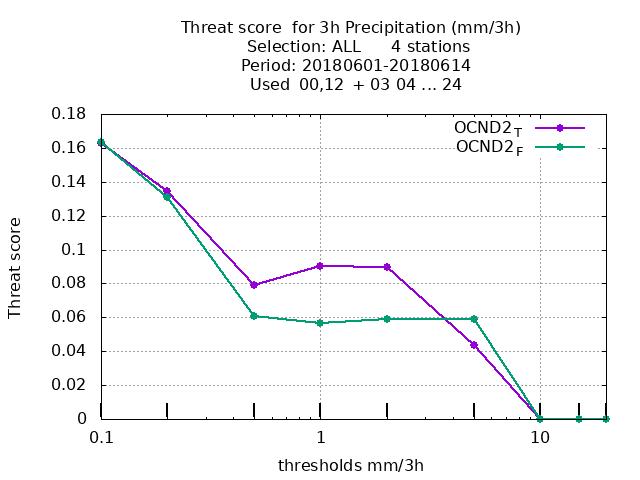 Threat score  for 3h Precipitation (mm/3h)
Selection: ALL      4 stations
Period: 20180601-20180614
Used  00,12  + 03 04 ... 24
0.18
0.16
0.14
0.12
0.1
0.08
0.06
0.04
0.02
0
Threat score
OCND2T
OCND2F
0.1
1
10
thresholds mm/3h